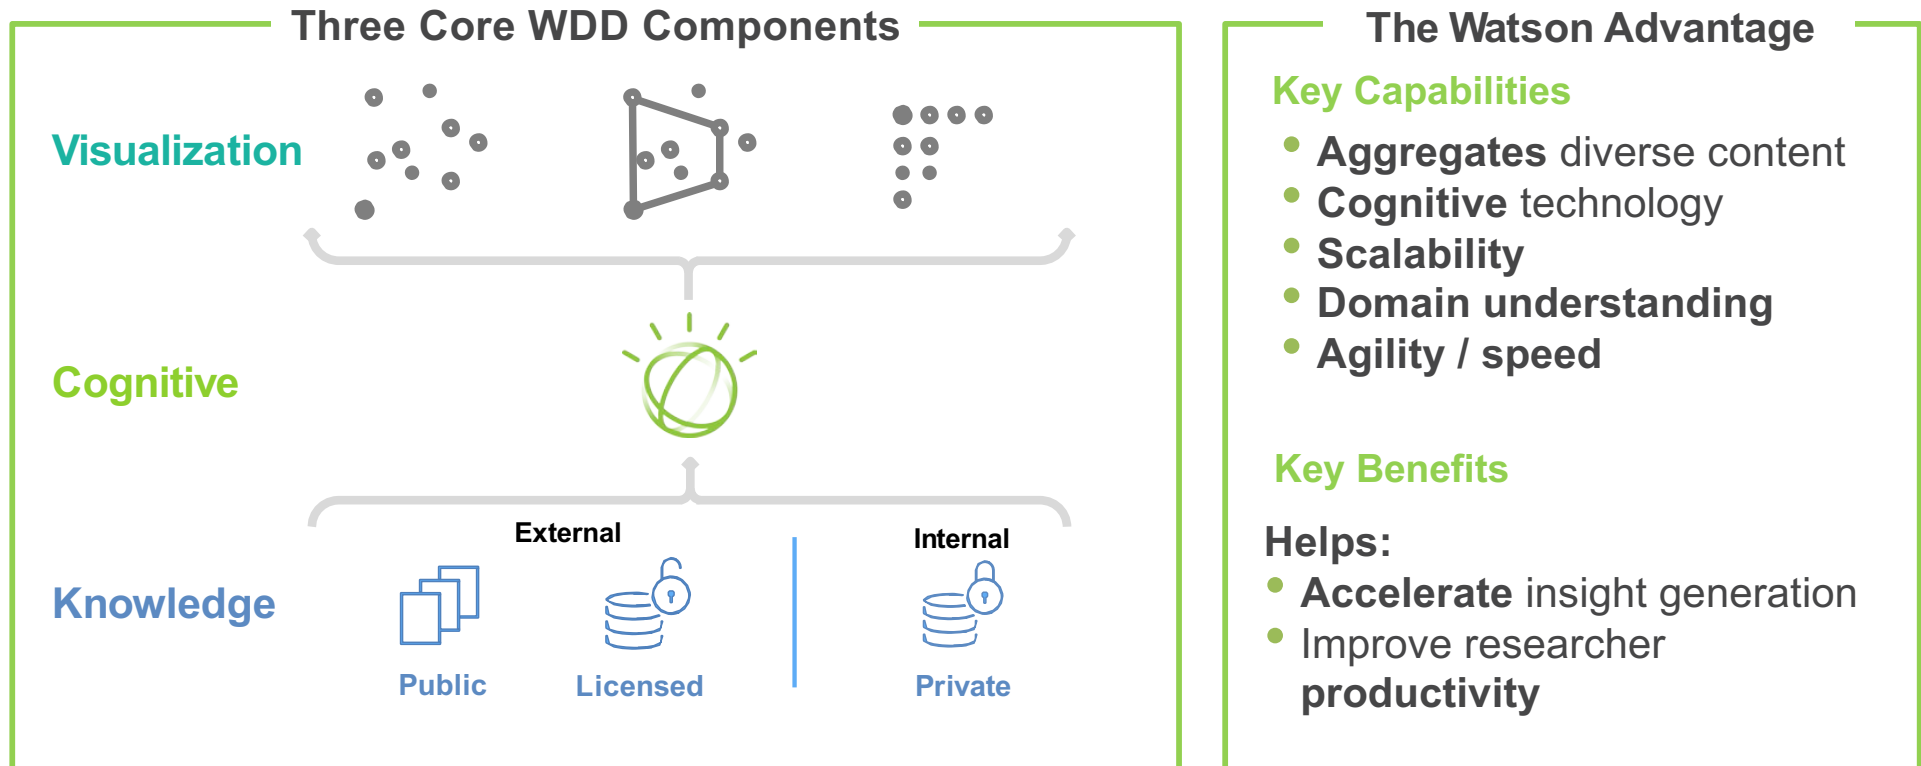 Three Core WDD Components
Visualization
Cognitive
Knowledge
External
Internal
Public
Licensed
Private
The Watson Advantage
Key Capabilities
• Aggregates diverse content
• Cognitive technology
• Scalability
• Domain understanding
• Agility / speed
Key Benefits
Helps:
• Accelerate insight generation
• Improve researcher
productivity